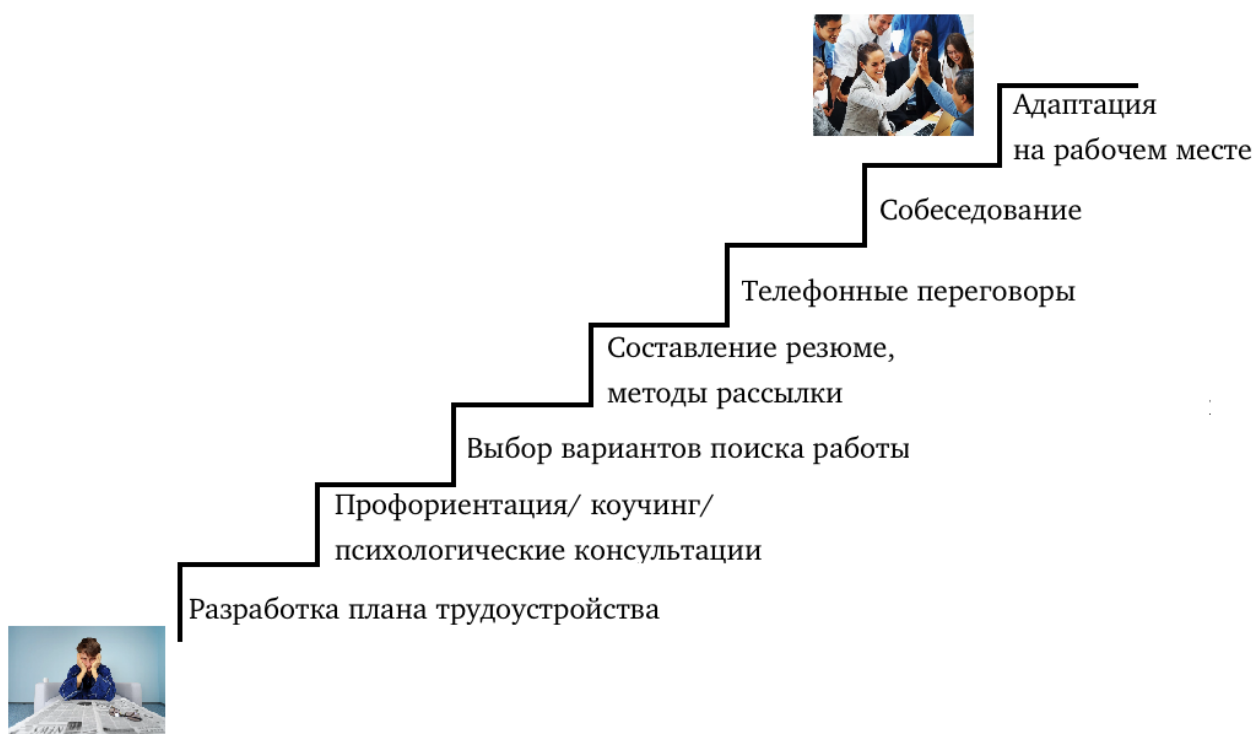 Адаптация
на рабочем месте
Собеседование
Телефонные переговоры
Составление резюме,
методы рассылки
Выбор вариантов поиска работы
Профориентация/ коучинг/
психологические консультации
Разработка плана трудоустройства